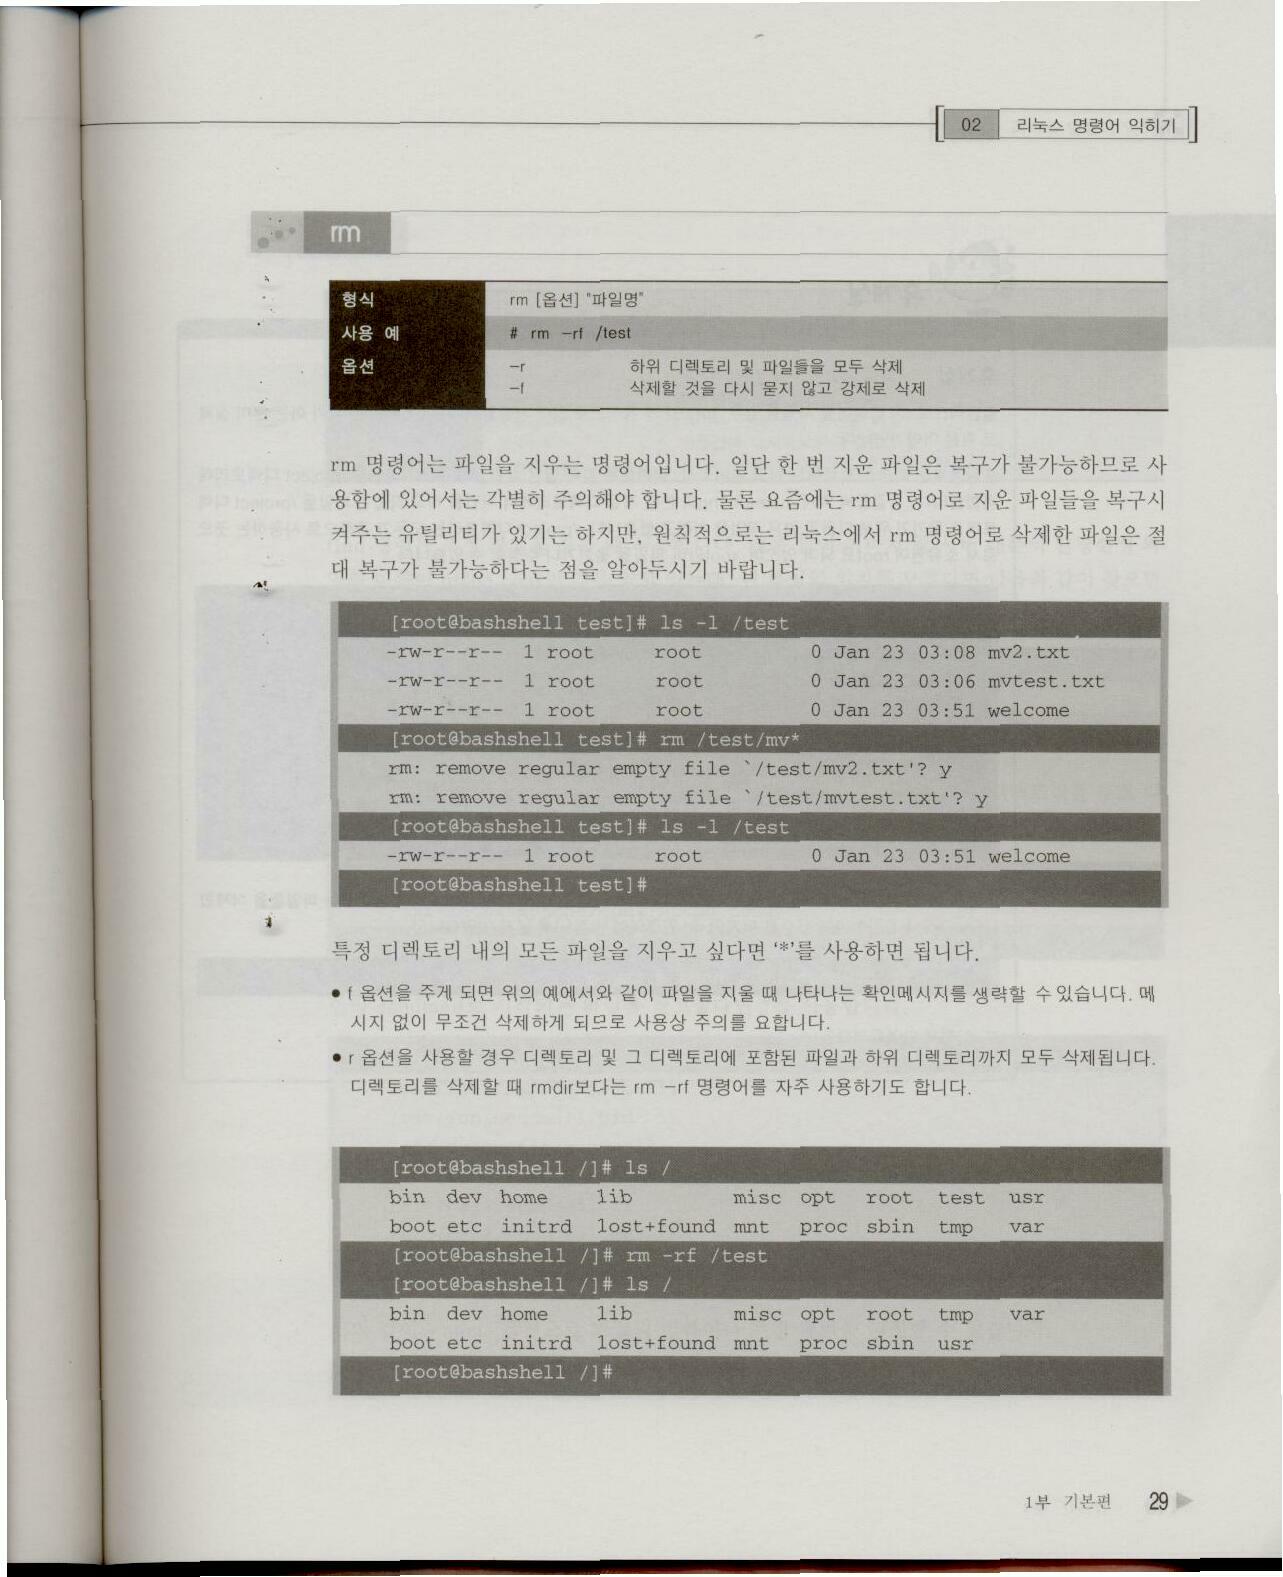 02 리눅스 명령어 익히기
rm
형식 rm [옵션] "파일명"
사용 예 # rm -rf /test
옵션 -r 하위 디렉토리 및 파일들을 모두 삭제
-f 삭제할 것을 다시 묻지 않고 강제로 삭제
rm 명령어는 파일을 지우는 명령어입니다. 일단 한 번 지운 파일은 복구가 불가능하므로 사
용함에 있어서는 각별히 주의해야 합니다. 물론 요즘에는 rm 명령어로 지운 파일들을 복구시
켜주는 유틸리티가 있기는 하지만, 원칙적으로는 리눅스에서 rm 명령어로 삭제한 파일은 절
대 복구가 불가능하다는 점을 알아두시기 바랍니다.
[root@bashshell test]# ls -l /test
-rw-r--r-- 1 root root 0 Jan 23 03:08 mv2.txt
-rw-r--r-- 1 root root 0 Jan 23 03:06 mvtest.txt
-rw-r--r-- 1 root root 0 Jan 23 03:51 welcome
[root@bashshell test]# rm /test/mv*
rm: remove regular empty file `/test/mv2.txt'? y
rm: remove regular empty file `/test/mvtest.txt'? y
[root@bashshell test]# ls -l /test
-rw-r--r-- 1 root root 0 Jan 23 03:51 welcome
[root@bashshell test]#
특정 디렉토리 내의 모든 파일을 지우고 싶다면 '*'를 사용하면 됩니다.
● f 옵션을 주게 되면 위의 예에서와 같이 파일을 지울 때 나타나는 확인메시지를 생략할 수 있습니다. 메
시지 없이 무조건 삭제하게 되므로 사용상 주의를 요합니다.
● r 옵션을 사용할 경우 디렉토리 및 그 디렉토리에 포함된 파일과 하위 디렉토리까지 모두 삭제됩니다.
디렉토리를 삭제할 때 rmdir보다는 rm -rf 명령어를 자주 사용하기도 합니다.
[root@bashshell /]# ls /
bin dev home lib misc opt root test usr
boot etc initrd lost+found mnt proc sbin tmp var
[root@bashshell /]# rm -rf /test
[root@bashshell /]# ls /
bin dev home lib misc opt root tmp var
boot etc initrd lost+found mnt proc sbin usr
[root@bashshell /]#
1부 기본편 29